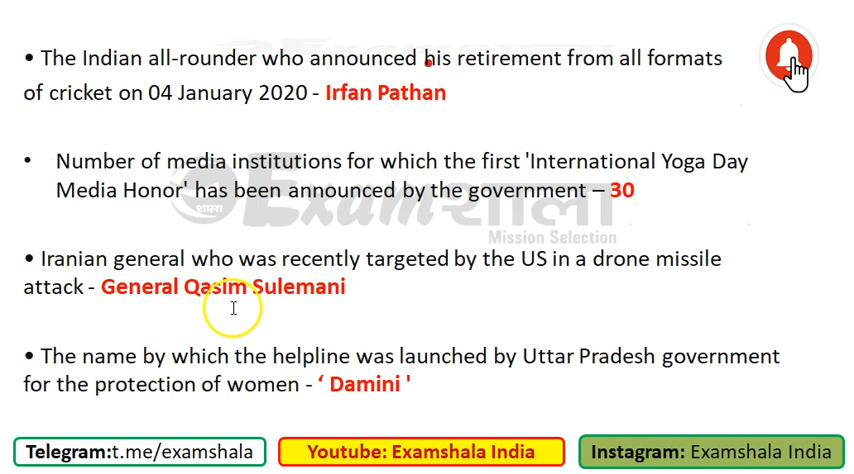 • The Indian all-rounder who announced his retirement from all formats
of cricket on 04 January 2020 - Irfan Pathan
• Number of media institutions for which the first 'International Yoga Day
Media Honor' has been announced by the government – 30
Examशाला
शाला
Mission Selection
• Iranian general who was recently targeted by the US in a drone missile
attack - General Qasim Sulemani
• The name by which the helpline was launched by Uttar Pradesh government
for the protection of women - ‘ Damini '
Telegram:t.me/examshala
Youtube: Examshala India
Instagram: Examshala India